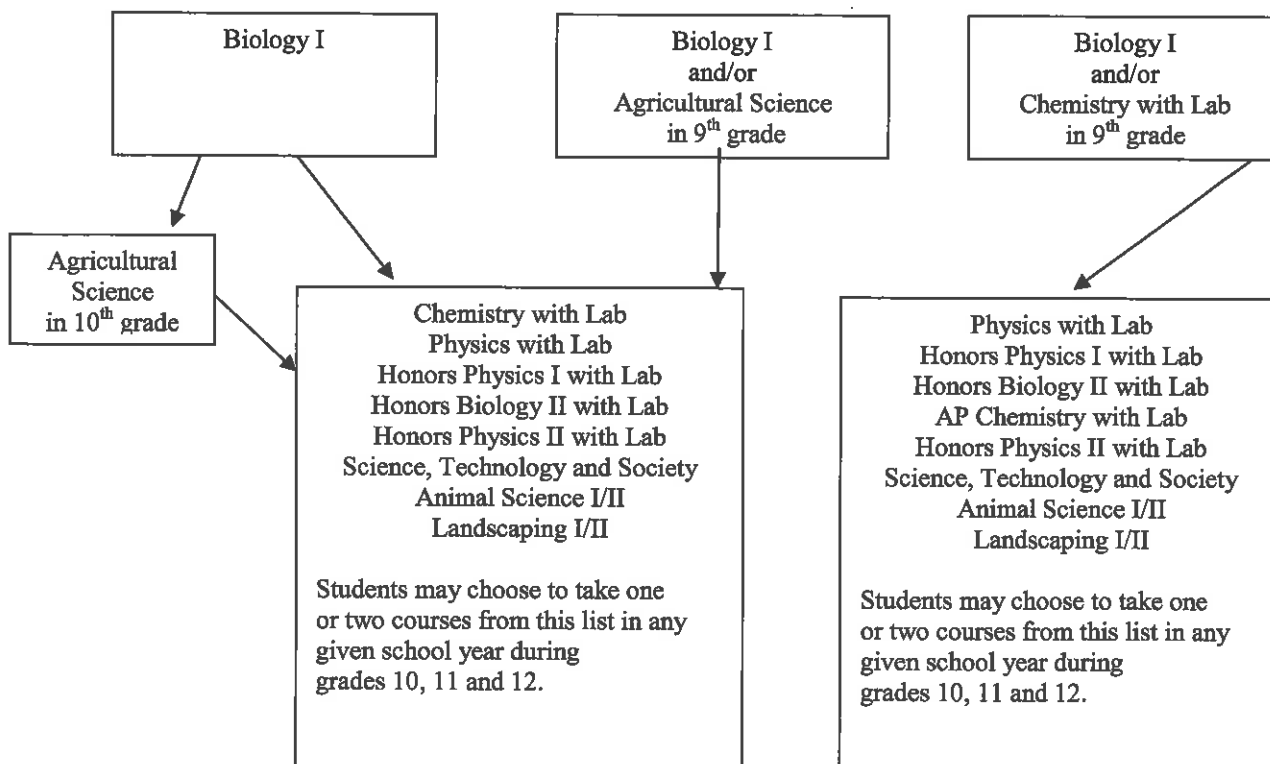 Biology I
Biology I
and/or
Agricultural Science
in 9th grade
Biology I
and/or
Chemistry with Lab
in 9th grade
Agricultural
Science
in 10th grade
Chemistry with Lab
Physics with Lab
Honors Physics I with Lab
Honors Biology II with Lab
Honors Physics II with Lab
Science, Technology and Society
Animal Science I/II
Landscaping I/II
Students may choose to take one
or two courses from this list in any
given school year during
grades 10, 11 and 12.
Physics with Lab
Honors Physics I with Lab
Honors Biology II with Lab
AP Chemistry with Lab
Honors Physics II with Lab
Science, Technology and Society
Animal Science I/II
Landscaping I/II
Students may choose to take one
or two courses from this list in any
given school year during
grades 10, 11 and 12.